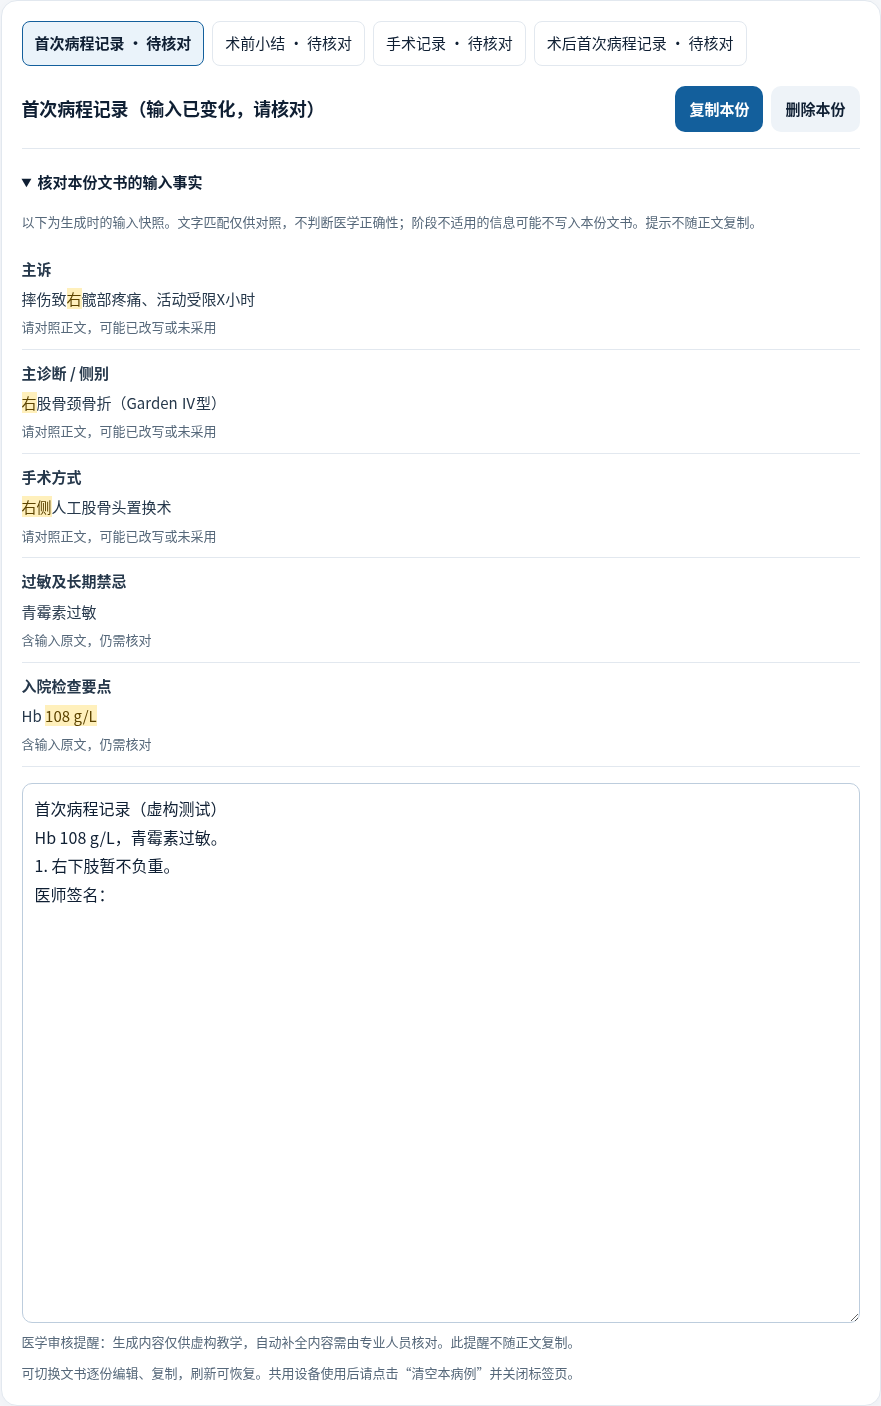 首次病程记录 · 待核对
术前小结 · 待核对
手术记录 · 待核对
术后首次病程记录 · 待核对
首次病程记录（输入已变化，请核对）
复制本份
删除本份
▼ 核对本份文书的输入事实
以下为生成时的输入快照。文字匹配仅供对照，不判断医学正确性；阶段不适用的信息可能不写入本份文书。提示不随正文复制。
主诉
摔伤致右髋部疼痛、活动受限X小时
请对照正文，可能已改写或未采用
主诊断 / 侧别
右股骨颈骨折（Garden IV型）
请对照正文，可能已改写或未采用
手术方式
右侧人工股骨头置换术
请对照正文，可能已改写或未采用
过敏及长期禁忌
青霉素过敏
含输入原文，仍需核对
入院检查要点
Hb 108 g/L
含输入原文，仍需核对
首次病程记录（虚构测试）
Hb 108 g/L，青霉素过敏。
1. 右下肢暂不负重。
医师签名：
医学审核提醒：生成内容仅供虚构教学，自动补全内容需由专业人员核对。此提醒不随正文复制。
可切换文书逐份编辑、复制，刷新可恢复。共用设备使用后请点击“清空本病例”并关闭标签页。